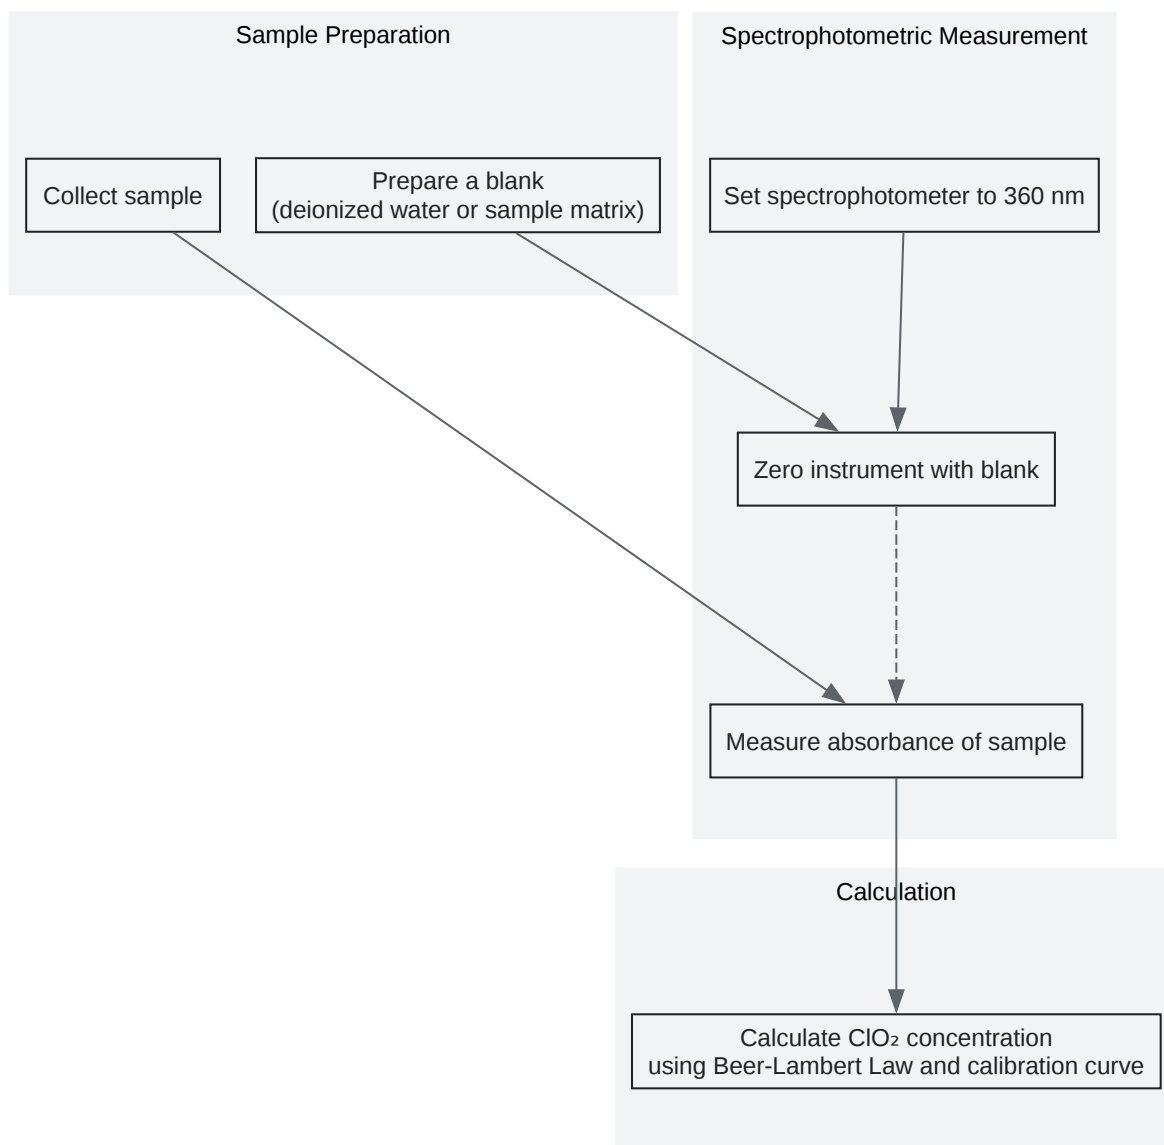 Sample Preparation
Spectrophotometric Measurement
Collect sample
Prepare a blank
(deionized water or sample matrix)
Set spectrophotometer to 360 nm
Zero instrument with blank
Measure absorbance of sample
Calculation
Calculate ClO₂ concentration
using Beer-Lambert Law and calibration curve